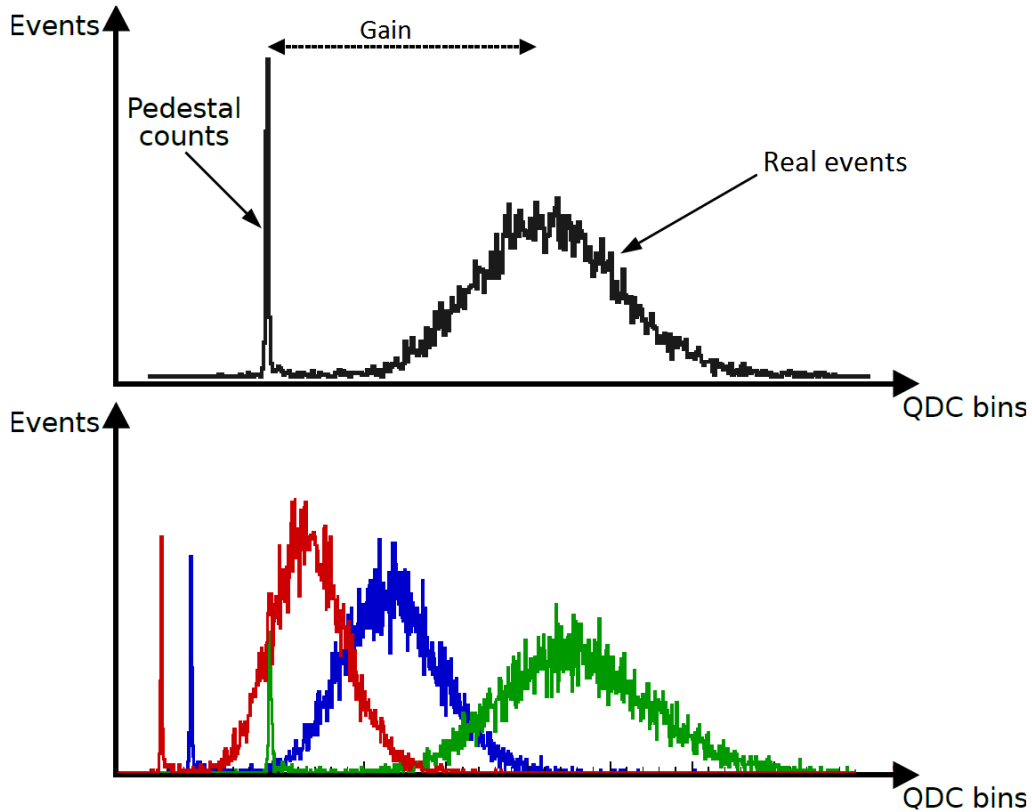 Events
Gain
Pedestal
counts
Real events
QDC bins
Events
QDC bins